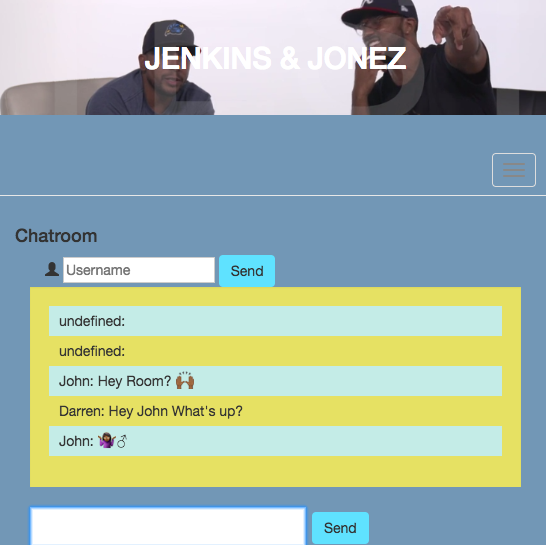 JENKINS & JONEZ
Chatroom
Username Send
undefined:
undefined:
John: Hey Room? 🙌🏾
Darren: Hey John What's up?
John: 🤷🏾♂
Send